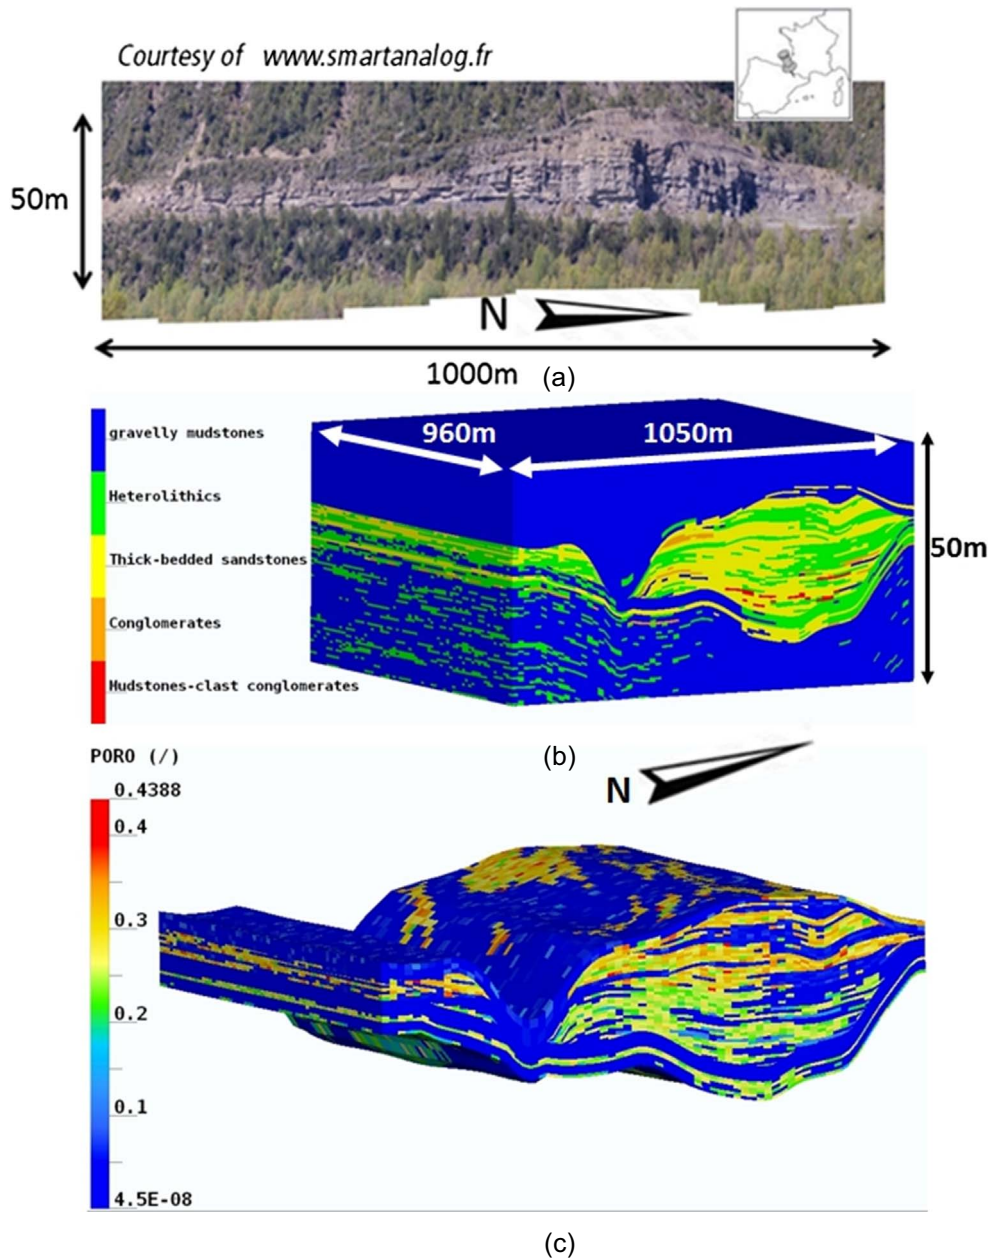 Courtesy of www.smartanalog.fr
50m
N
1000m
(a)
960m
1050m
50m
gravelly mudstones
Heterolithics
Thick-bedded sandstones
Conglomerates
Mudstones-clast conglomerates
(b)
PORO (/)
N
0.4388
0.4
0.3
0.2
0.1
4.5E-08
(c)